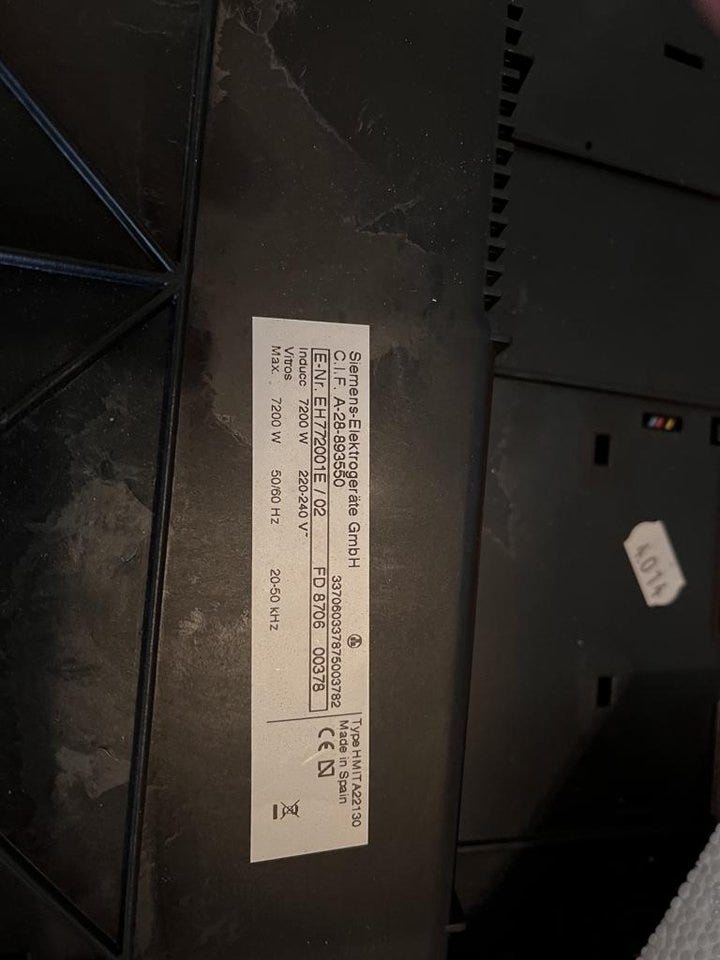 Siemens-Elektrogeräte GmbH
C.I.F. A-28-893550 337060337875003782
E-Nr. EH772001E / 02 FD 8706 00378
Inducc 7200 W 220-240 V~
Vitros
Max. 7200 W 50/60 Hz 20-50 kHz
Type HMITA22130
Made in Spain
CE N
4014